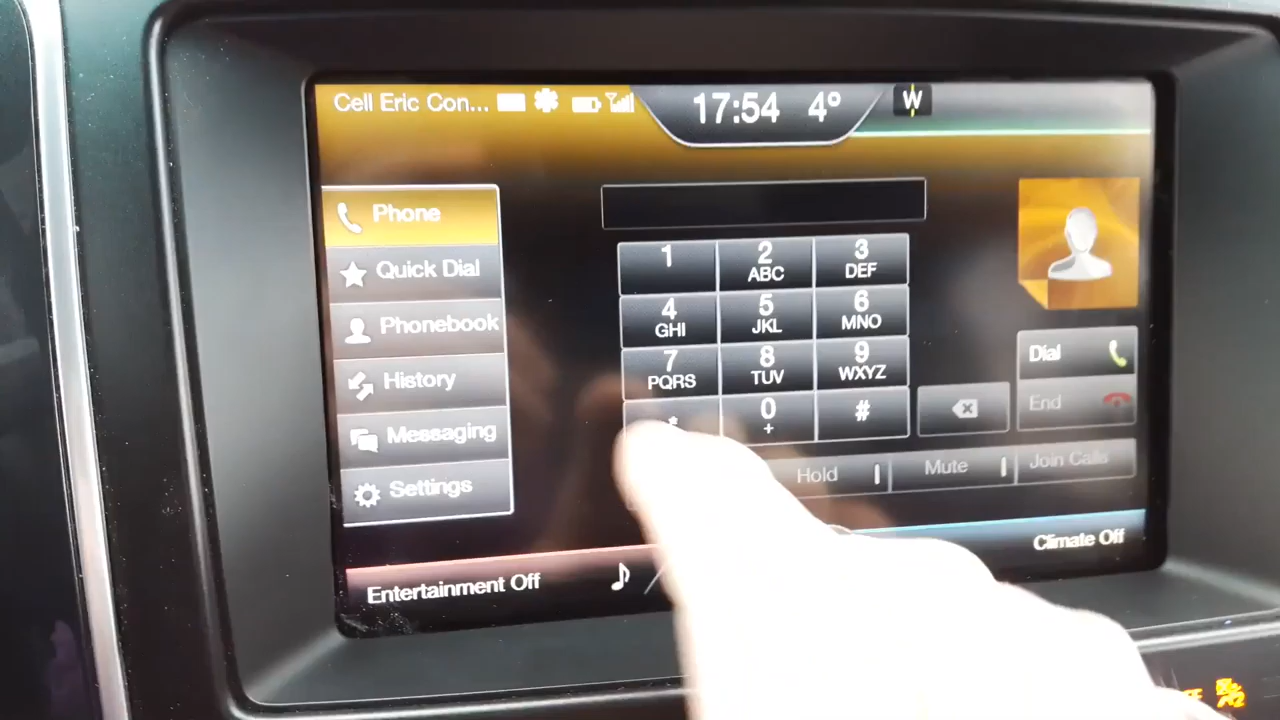 Cell Eric Con... 17:54 4° W
Phone
Quick Dial
Phonebook
History
Messaging
Settings
1
2 ABC
3 DEF
4 GHI
5 JKL
6 MNO
7 PQRS
8 TUV
9 WXYZ
*
0 +
#
Dial
End
Hold
Mute
Join Calls
Entertainment Off
Climate Off